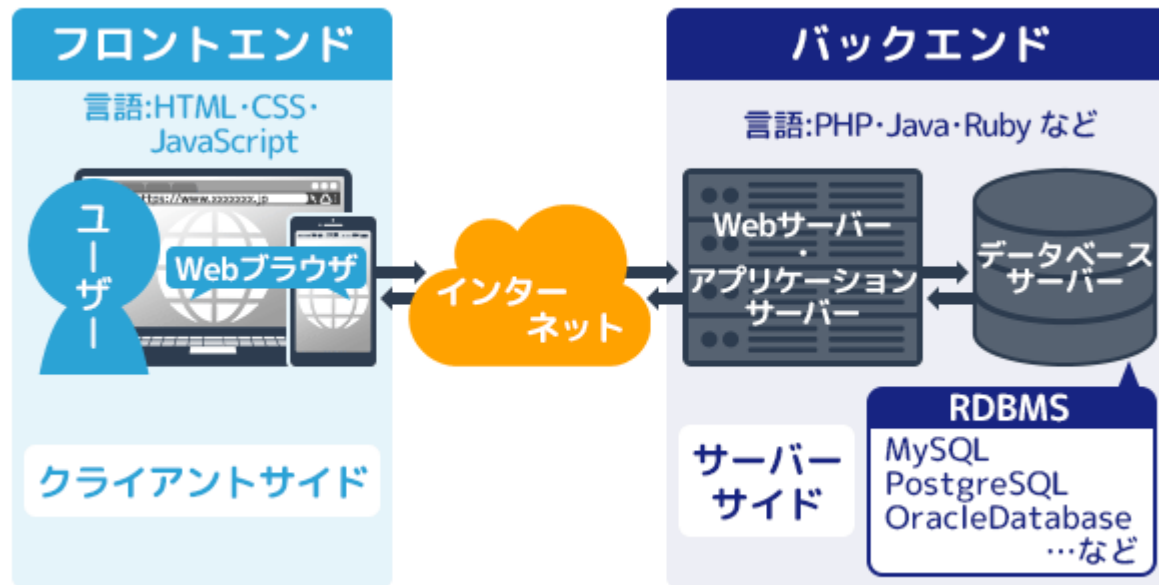 フロントエンド
言語:HTML・CSS・
JavaScript
ユーザー
https://www.xxxxxxx.jp
Webブラウザ
クライアントサイド
インター
ネット
バックエンド
言語:PHP・Java・Ruby など
Webサーバー
・
アプリケーション
サーバー
データベース
サーバー
サーバー
サイド
RDBMS
MySQL
PostgreSQL
OracleDatabase
…など